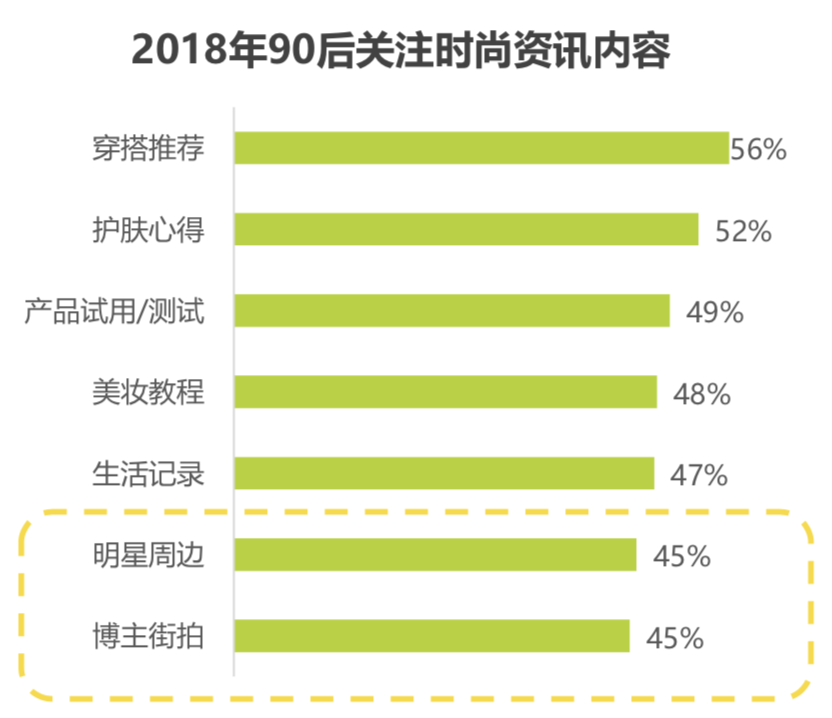 2018年90后关注时尚资讯内容
穿搭推荐 56%
护肤心得 52%
产品试用/测试 49%
美妆教程 48%
生活记录 47%
明星周边 45%
博主街拍 45%